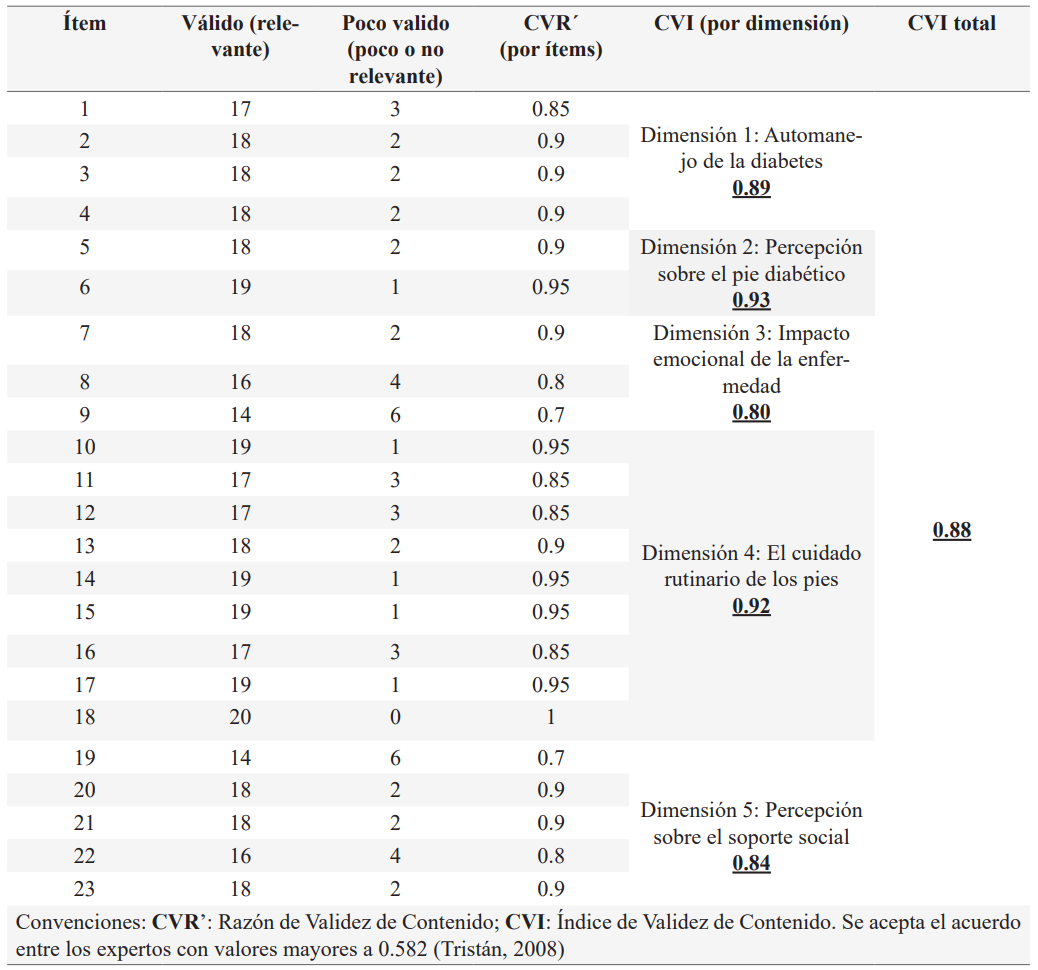 Ítem Válido (rele- Poco valido CVR´ CVI (por dimensión) CVI total
vante) (poco o no (por ítems)
relevante)
1 17 3 0.85
2 18 2 0.9
3 18 2 0.9
4 18 2 0.9
Dimensión 1: Automane-
jo de la diabetes
0.89
5 18 2 0.9
6 19 1 0.95
Dimensión 2: Percepción
sobre el pie diabético
0.93
7 18 2 0.9
8 16 4 0.8
9 14 6 0.7
Dimensión 3: Impacto
emocional de la enfer-
medad
0.80
10 19 1 0.95
11 17 3 0.85
12 17 3 0.85
13 18 2 0.9
14 19 1 0.95
15 19 1 0.95
16 17 3 0.85
17 19 1 0.95
18 20 0 1
Dimensión 4: El cuidado
rutinario de los pies
0.92
19 14 6 0.7
20 18 2 0.9
21 18 2 0.9
22 16 4 0.8
23 18 2 0.9
Dimensión 5: Percepción
sobre el soporte social
0.84
0.88
Convenciones: CVR’: Razón de Validez de Contenido; CVI: Índice de Validez de Contenido. Se acepta el acuerdo
entre los expertos con valores mayores a 0.582 (Tristán, 2008)